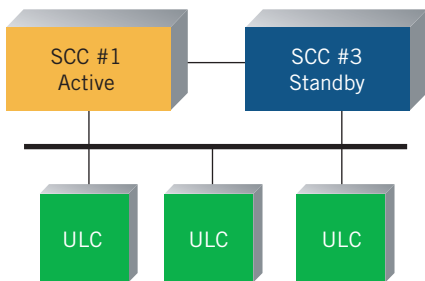 SCC #1
Active
SCC #3
Standby
ULC
ULC
ULC